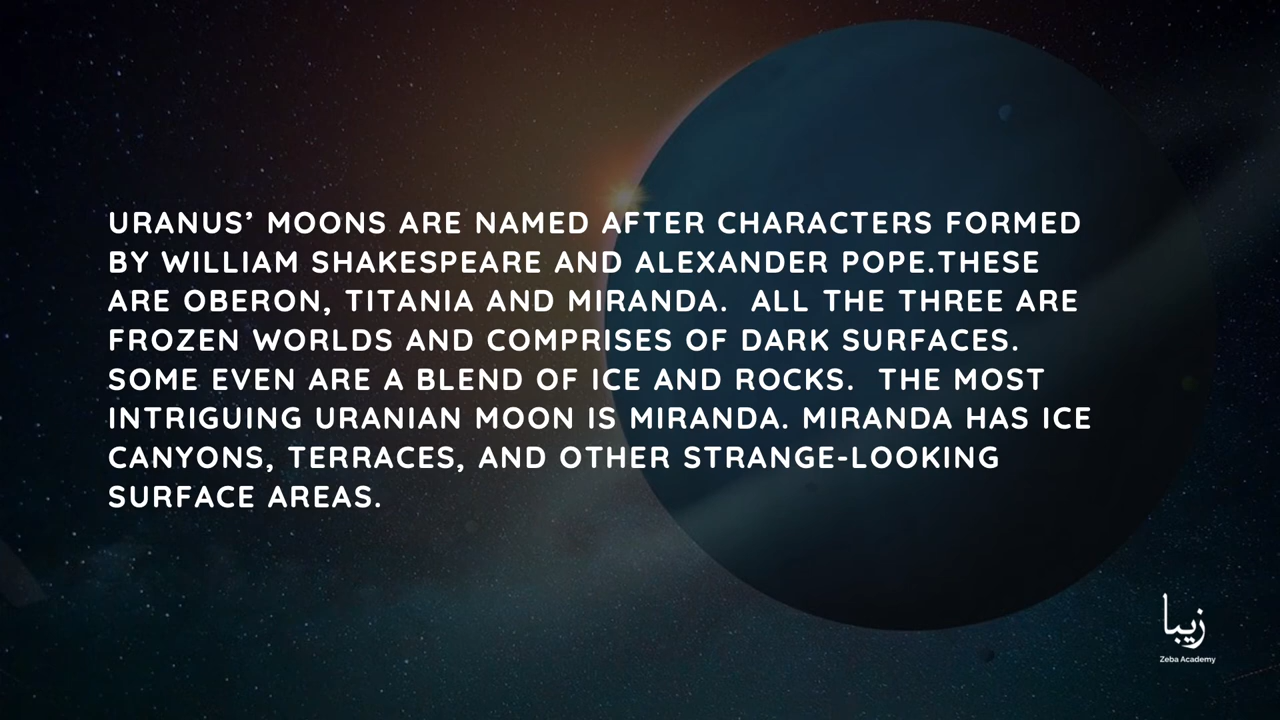 URANUS’ MOONS ARE NAMED AFTER CHARACTERS FORMED
BY WILLIAM SHAKESPEARE AND ALEXANDER POPE.THESE
ARE OBERON, TITANIA AND MIRANDA.  ALL THE THREE ARE
FROZEN WORLDS AND COMPRISES OF DARK SURFACES.
SOME EVEN ARE A BLEND OF ICE AND ROCKS.  THE MOST
INTRIGUING URANIAN MOON IS MIRANDA. MIRANDA HAS ICE
CANYONS, TERRACES, AND OTHER STRANGE-LOOKING
SURFACE AREAS.
زیبا
Zeba Academy